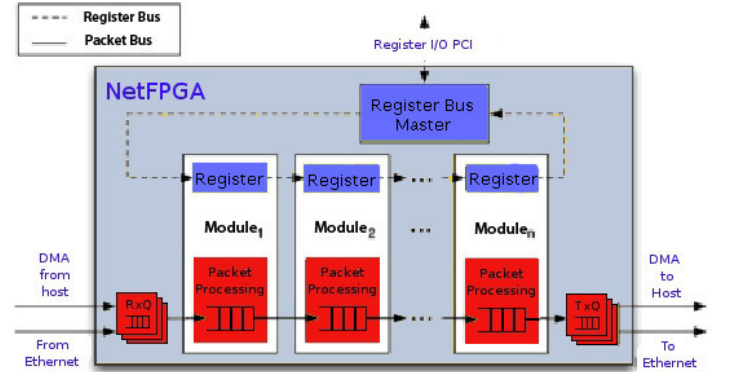 Register Bus
Packet Bus
Register I/O PCI
NetFPGA
Register Bus
Master
Register
Register
...
Register
Module1
Module2
...
Modulen
DMA
from
host
DMA
to
Host
Packet
Processing
Packet
Processing
Packet
Processing
RxQ
...
TxQ
From
Ethernet
To
Ethernet